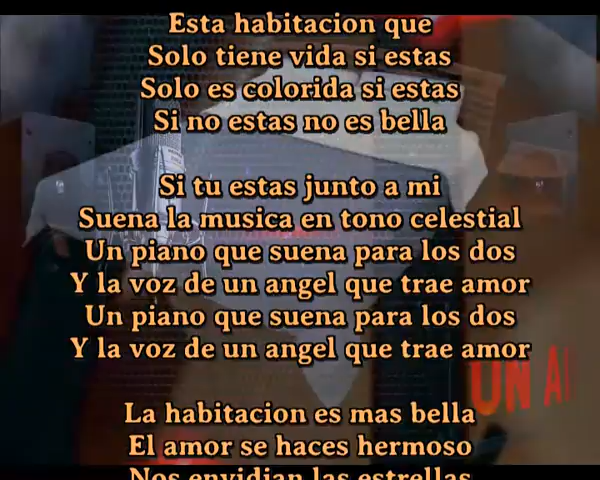 Esta habitacion que
Solo tiene vida si estas
Solo es colorida si estas
Si no estas no es bella
Si tu estas junto a mi
Suena la musica en tono celestial
Un piano que suena para los dos
Y la voz de un angel que trae amor
Un piano que suena para los dos
Y la voz de un angel que trae amor
UN AI
La habitacion es mas bella
El amor se haces hermoso
Nos envidian las estrellas